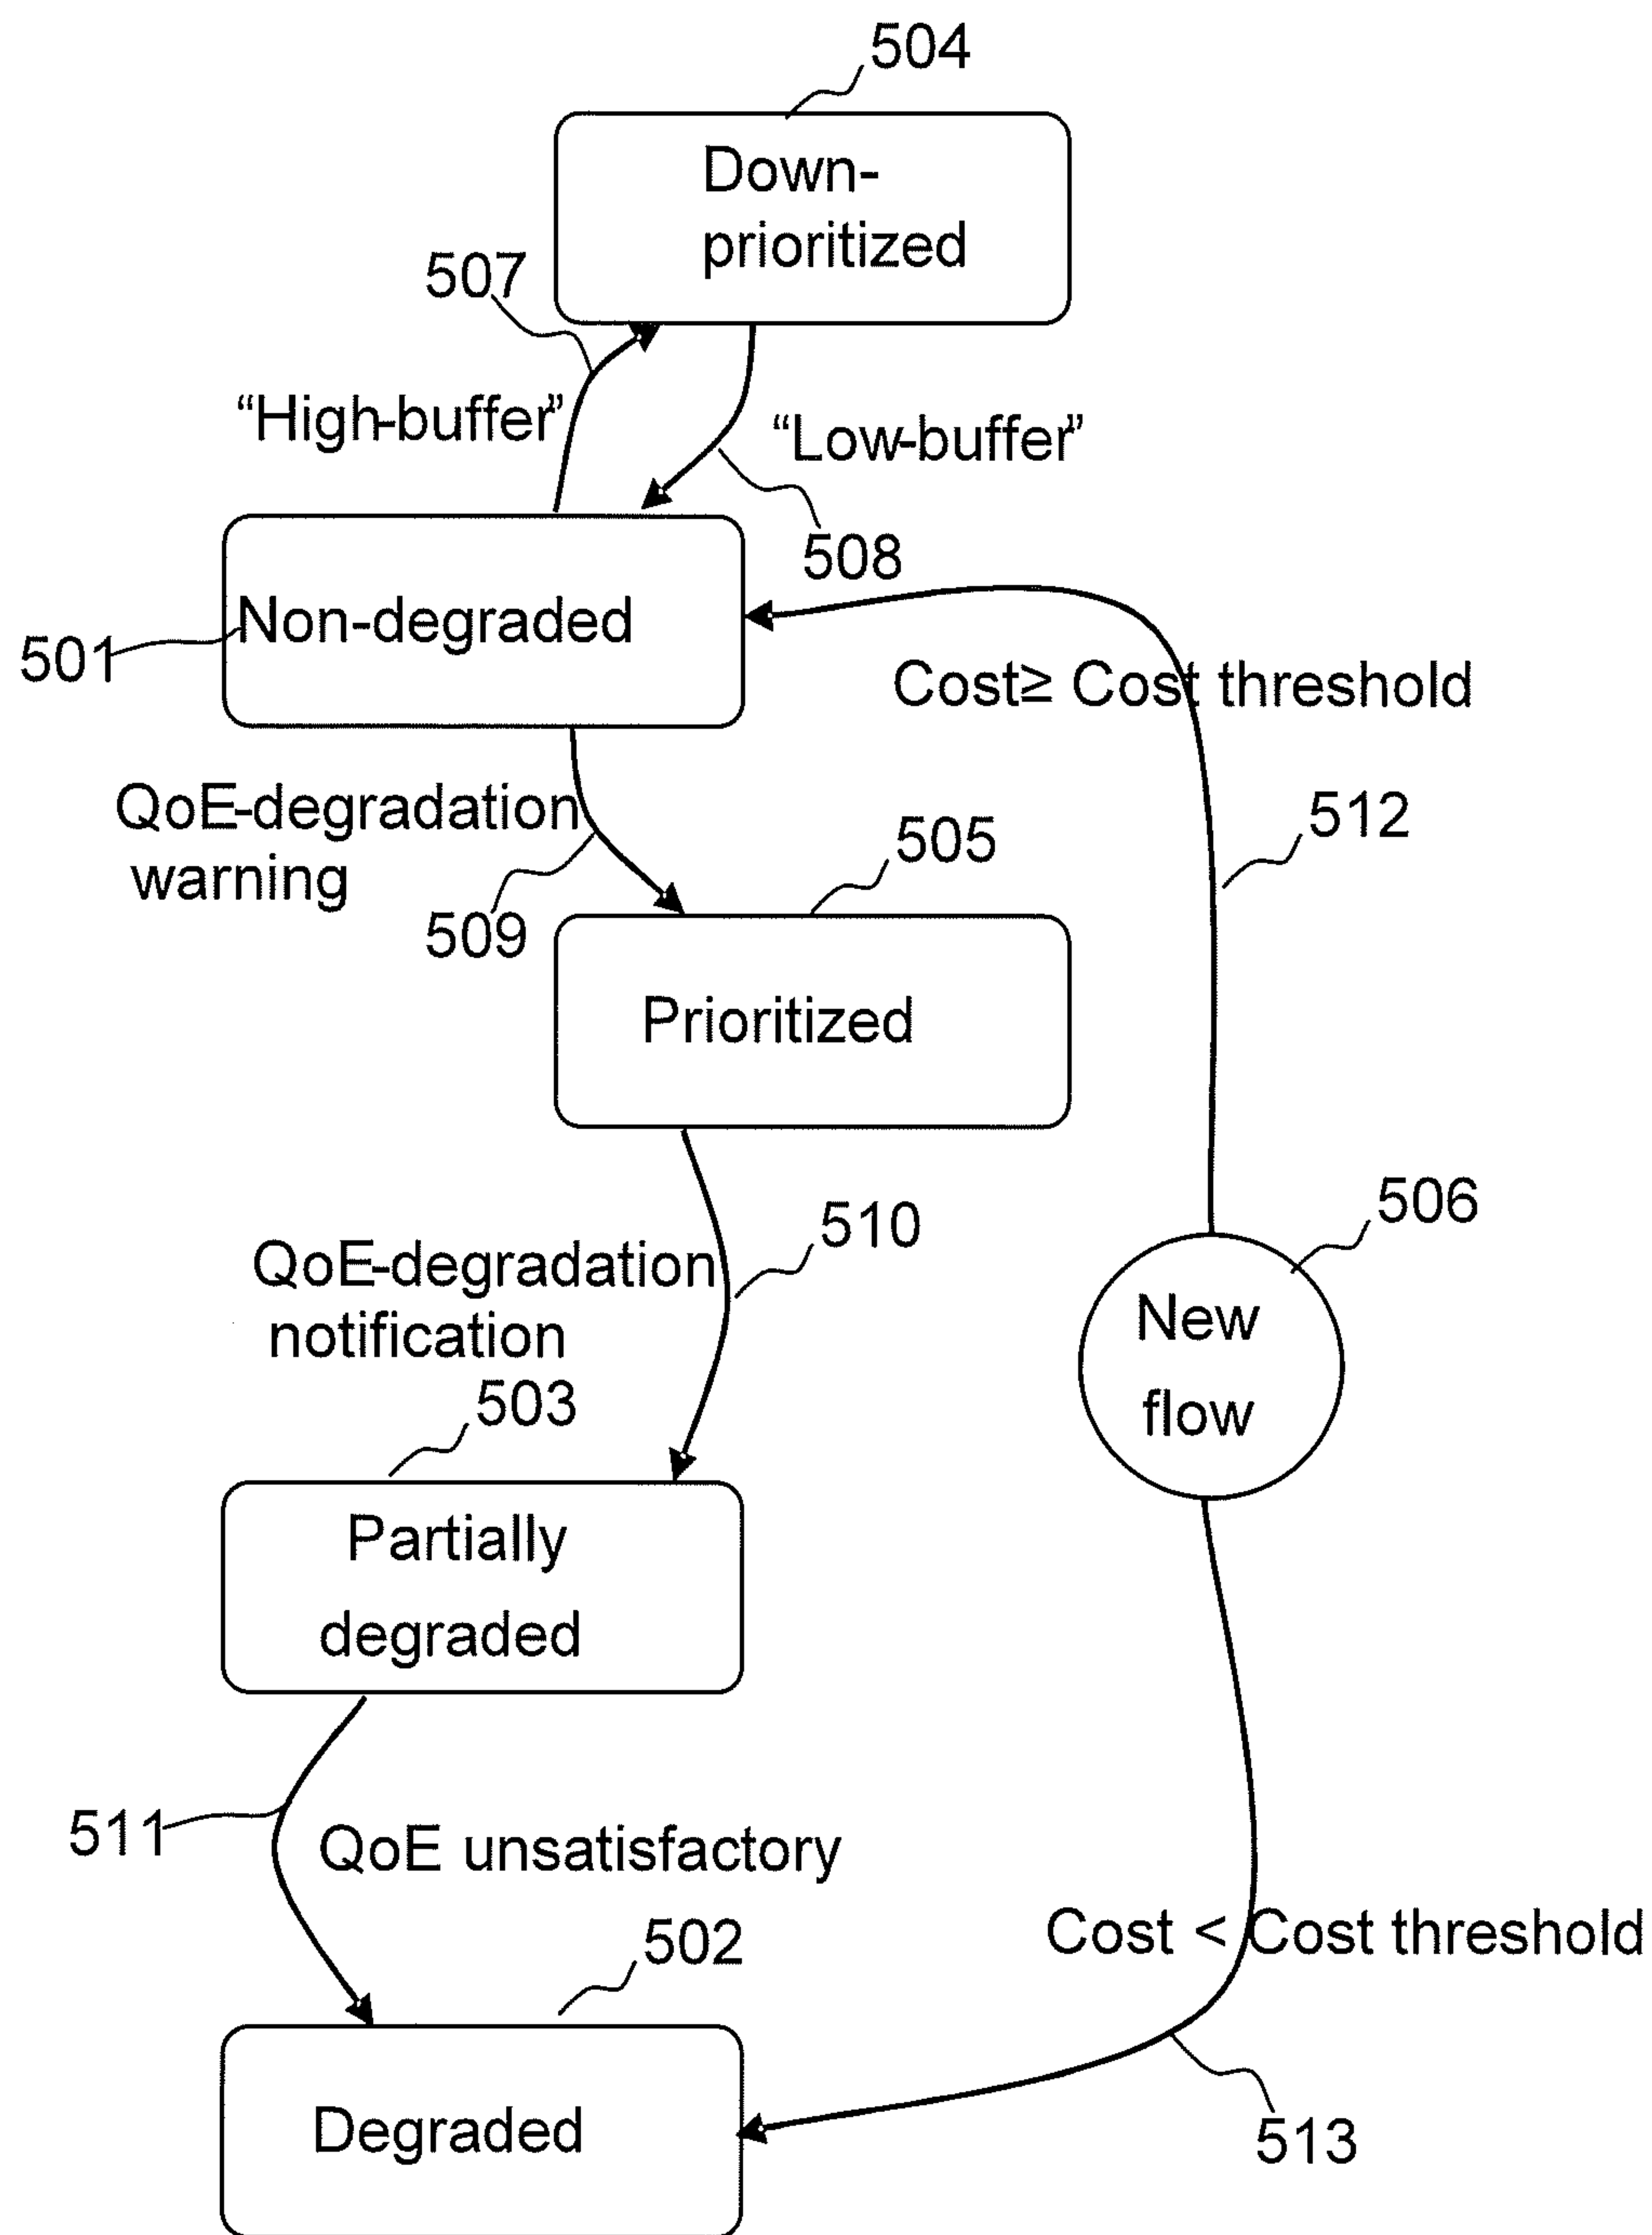 504
Down-
prioritized
507
"High-buffer"
"Low-buffer"
508
Non-degraded
501
Cost≥ Cost threshold
512
QoE-degradation
warning
505
509
Prioritized
506
510
QoE-degradation
notification
New
flow
503
Partially
degraded
511
QoE unsatisfactory
502
Cost < Cost threshold
Degraded
513